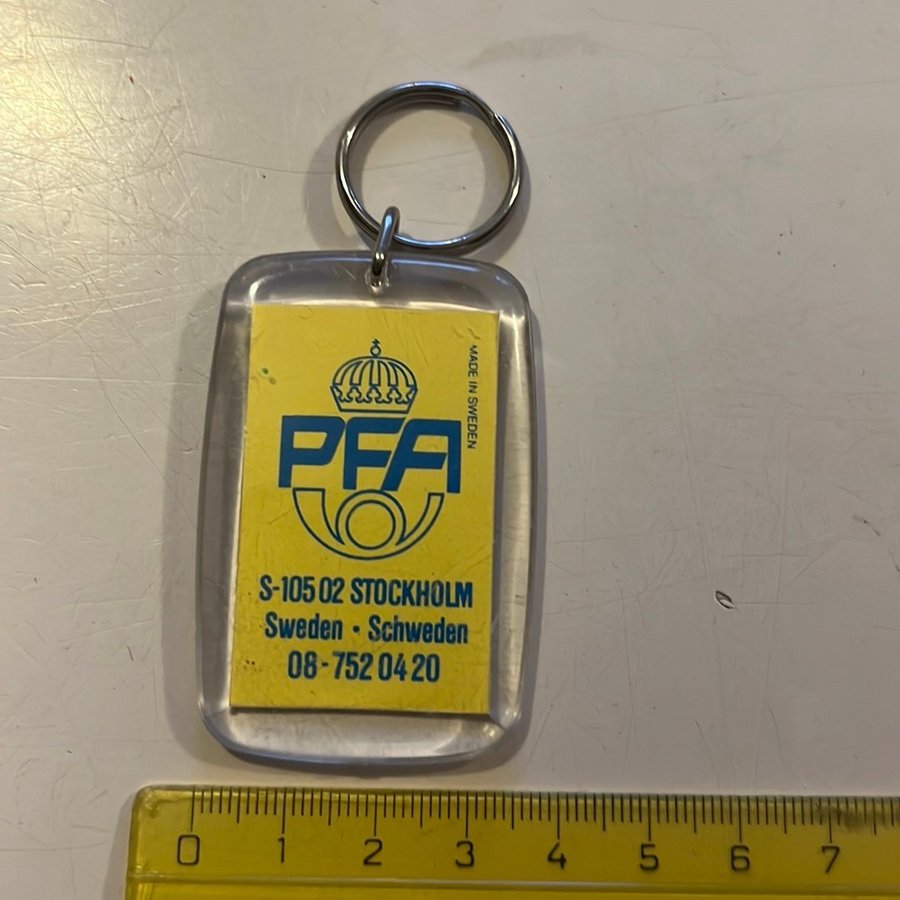 MADE IN SWEDEN
PFA
S-105 02 STOCKHOLM
Sweden · Schweden
08-752 04 20
0 1 2 3 4 5 6 7